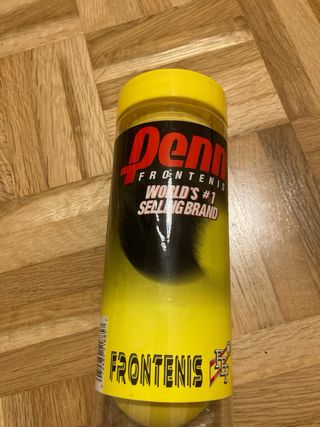 Penn
FRONTENIS
WORLD'S #1
SELLING BRAND
FRONTENIS